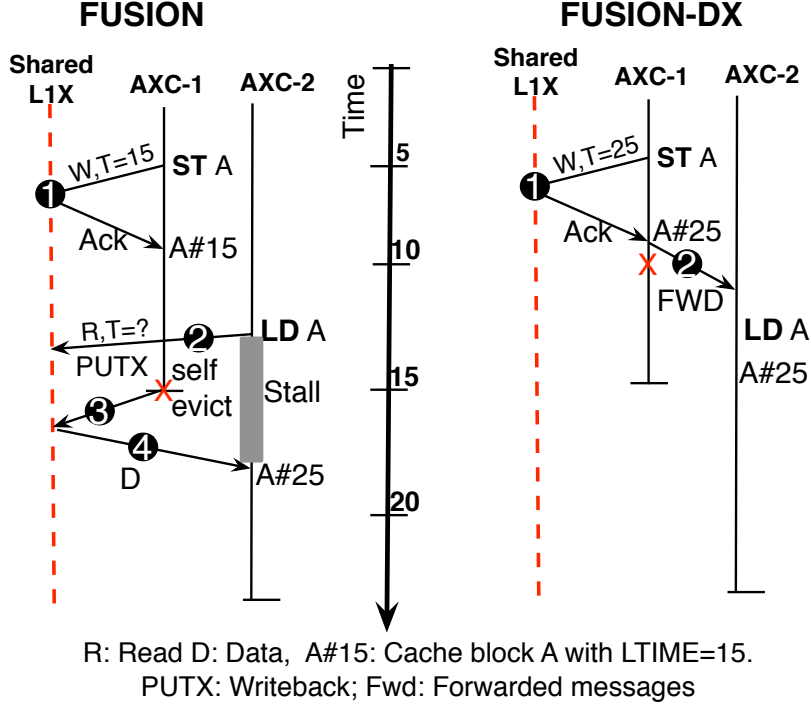 FUSION
FUSION-DX
Shared
L1X
AXC-1
AXC-2
Time
Shared
L1X
AXC-1
AXC-2
W,T=15
ST A
1
Ack
A#15
5
10
15
20
R,T=?
2
LD A
PUTX
self
evict
Stall
3
4
D
A#25
W,T=25
ST A
1
Ack
A#25
X
2
FWD
LD A
A#25
R: Read D: Data, A#15: Cache block A with LTIME=15.
PUTX: Writeback; Fwd: Forwarded messages